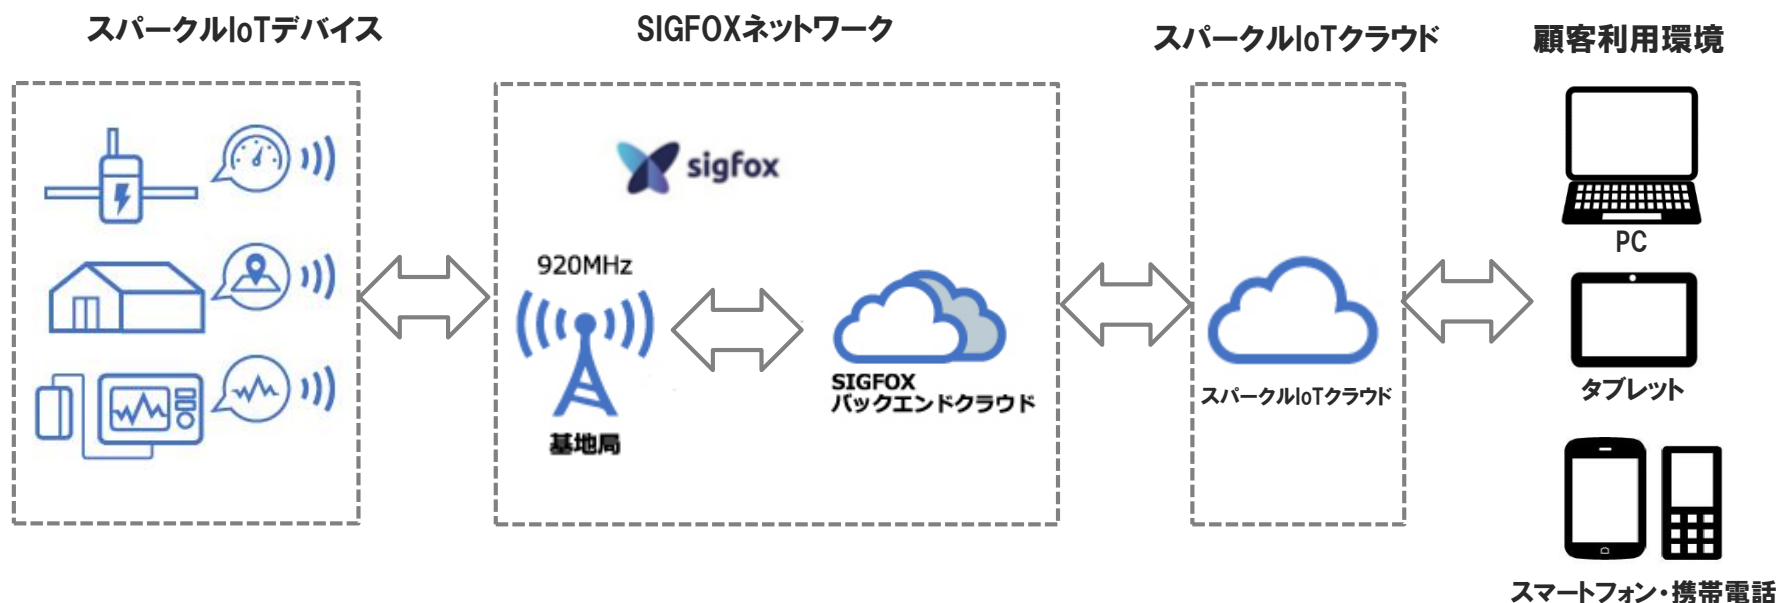 スパークルIoTデバイス
SIGFOXネットワーク
スパークルIoTクラウド
顧客利用環境
sigfox
920MHz
基地局
SIGFOX
バックエンドクラウド
スパークルIoTクラウド
PC
タブレット
スマートフォン・携帯電話